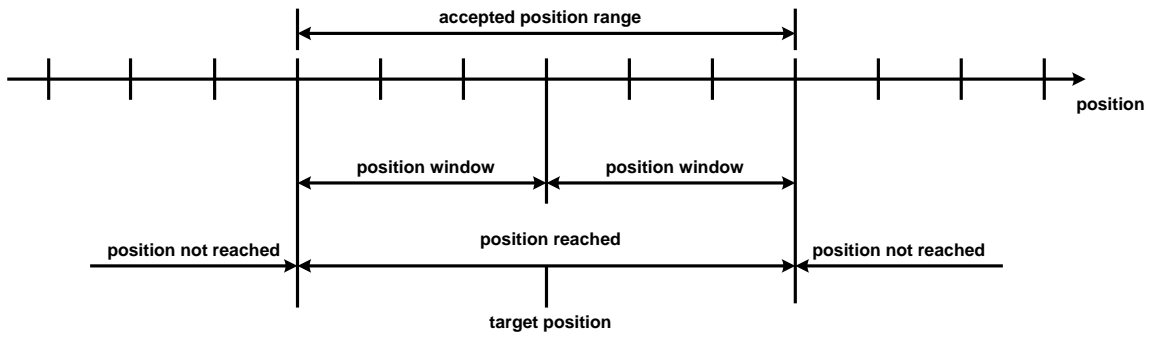 accepted position range
position
position window
position window
position not reached
position reached
position not reached
target position